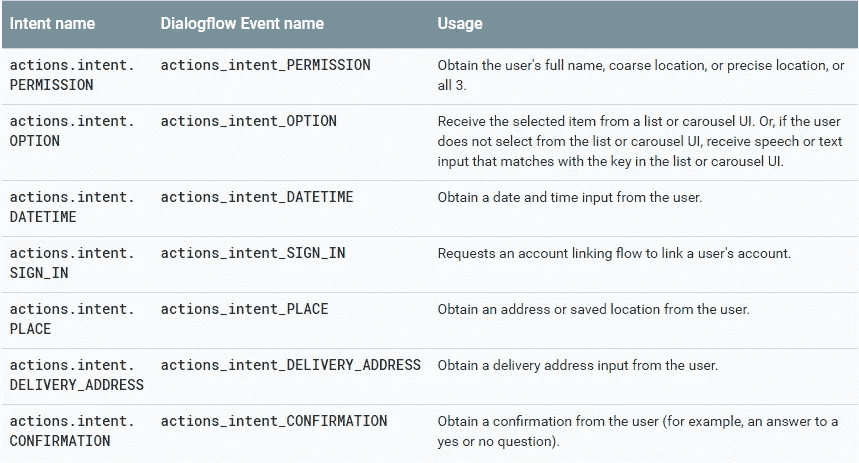 Intent name Dialogflow Event name Usage
actions.intent. actions_intent_PERMISSION Obtain the user's full name, coarse location, or precise location, or
PERMISSION all 3.
actions.intent. actions_intent_OPTION Receive the selected item from a list or carousel UI. Or, if the user
OPTION does not select from the list or carousel UI, receive speech or text
input that matches with the key in the list or carousel UI.
actions.intent. actions_intent_DATETIME Obtain a date and time input from the user.
DATETIME
actions.intent. actions_intent_SIGN_IN Requests an account linking flow to link a user's account.
SIGN_IN
actions.intent. actions_intent_PLACE Obtain an address or saved location from the user.
PLACE
actions.intent. actions_intent_DELIVERY_ADDRESS Obtain a delivery address input from the user.
DELIVERY_ADDRESS
actions.intent. actions_intent_CONFIRMATION Obtain a confirmation from the user (for example, an answer to a
CONFIRMATION yes or no question).